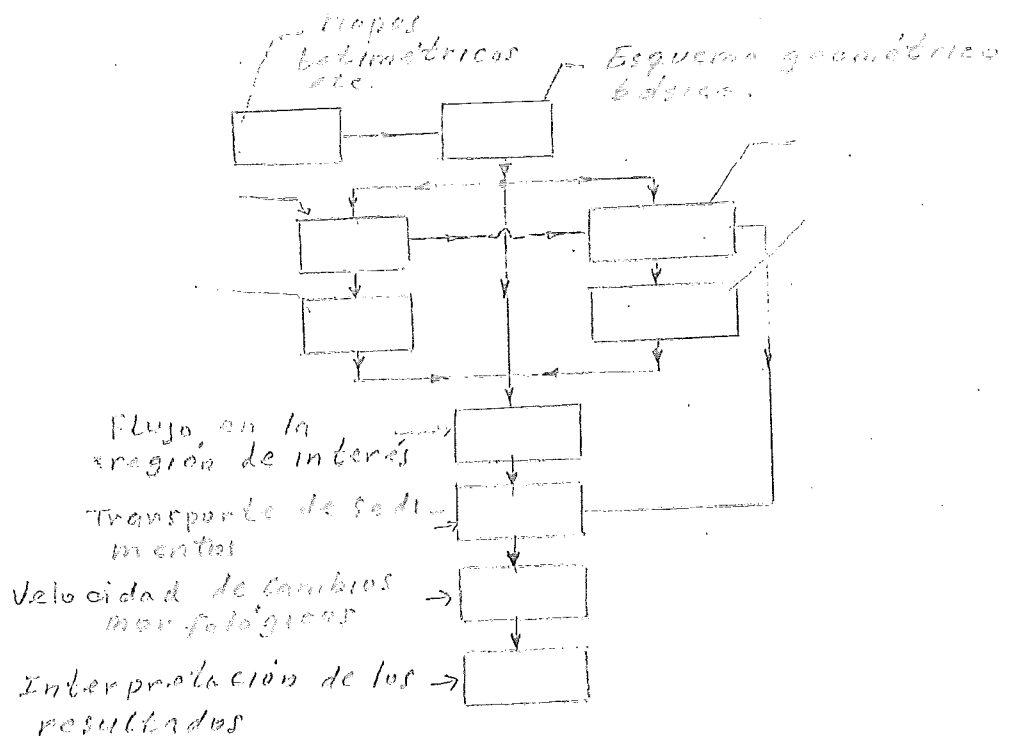 Mapas
batimétricos
etc.
Esquema geométrico
básico.
Flujo en la
región de interés
Transporte de sedi
mentos
Velocidad de cambios
morfológicos
Interpretación de los
resultados